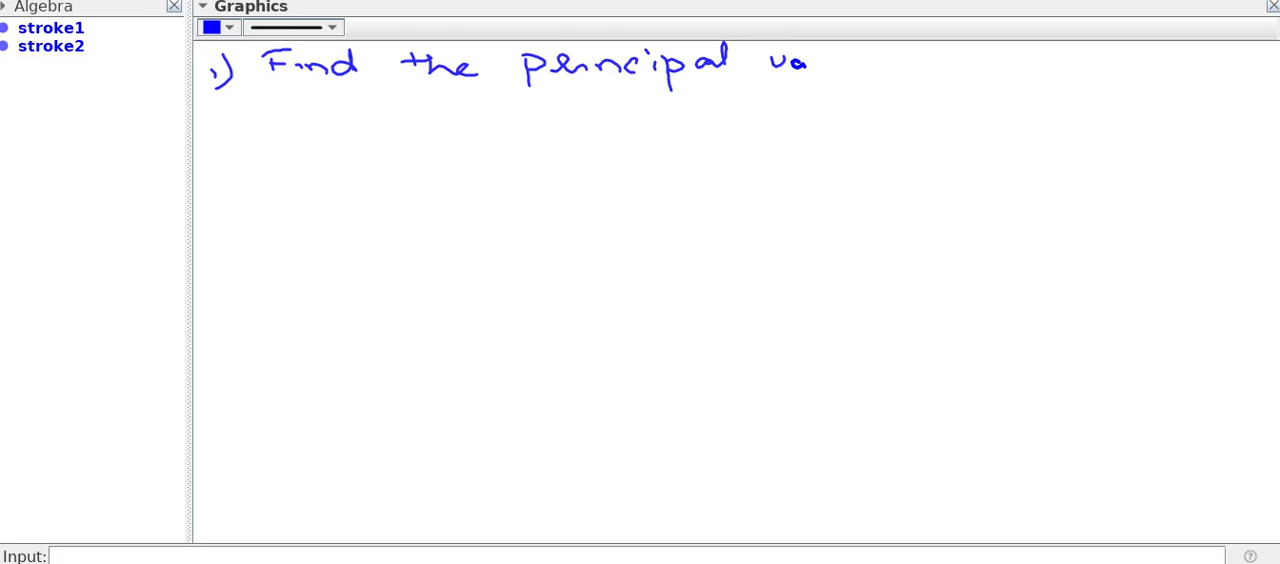 Algebra
Graphics
stroke1
stroke2
1) Find the principal va
Input: